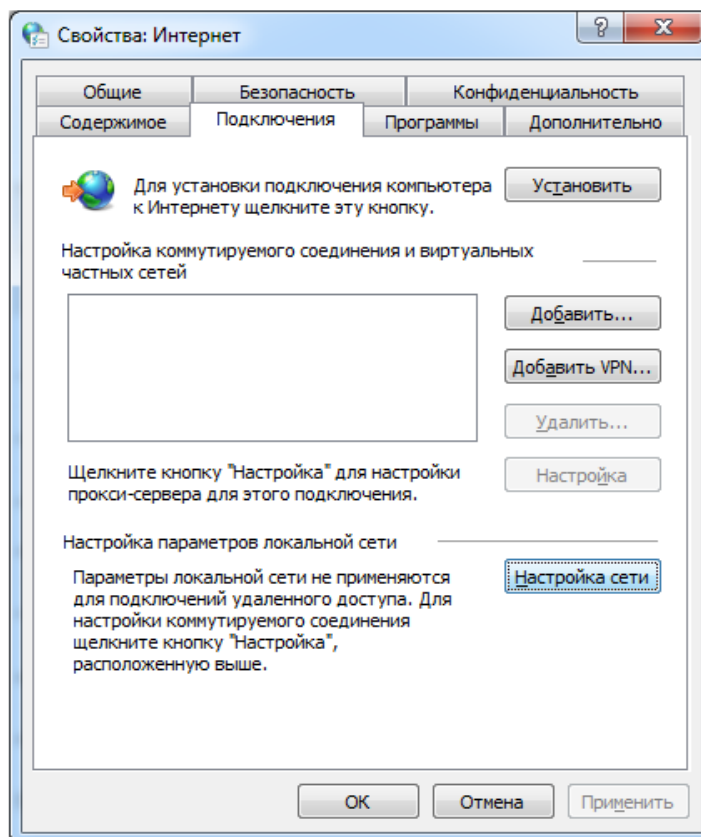 Свойства: Интернет
Общие
Безопасность
Конфиденциальность
Содержимое
Подключения
Программы
Дополнительно
Для установки подключения компьютера
к Интернету щелкните эту кнопку.
Установить
Настройка коммутируемого соединения и виртуальных
частных сетей
Добавить...
Добавить VPN...
Удалить...
Щелкните кнопку "Настройка" для настройки
прокси-сервера для этого подключения.
Настройка
Настройка параметров локальной сети
Параметры локальной сети не применяются
для подключений удаленного доступа. Для
настройки коммутируемого соединения
щелкните кнопку "Настройка",
расположенную выше.
Настройка сети
ОК
Отмена
Применить